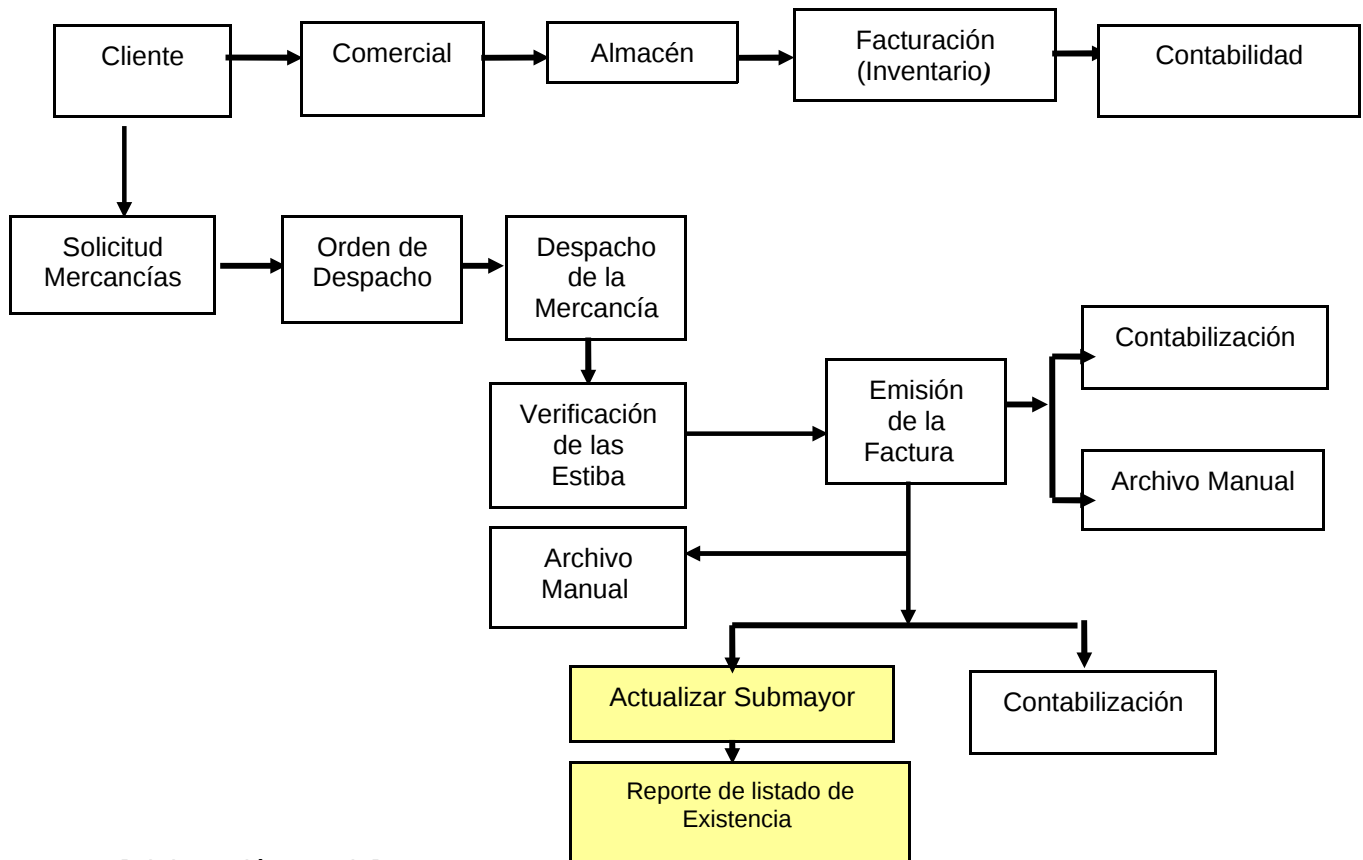 Cliente
Comercial
Almacén
Facturación
(Inventario)
Contabilidad
Solicitud
Mercancías
Orden de
Despacho
Despacho
de la
Mercancía
Contabilización
Emisión
de la
Factura
Verificación
de las
Estiba
Archivo Manual
Archivo
Manual
Actualizar Submayor
Contabilización
Reporte de listado de
Existencia